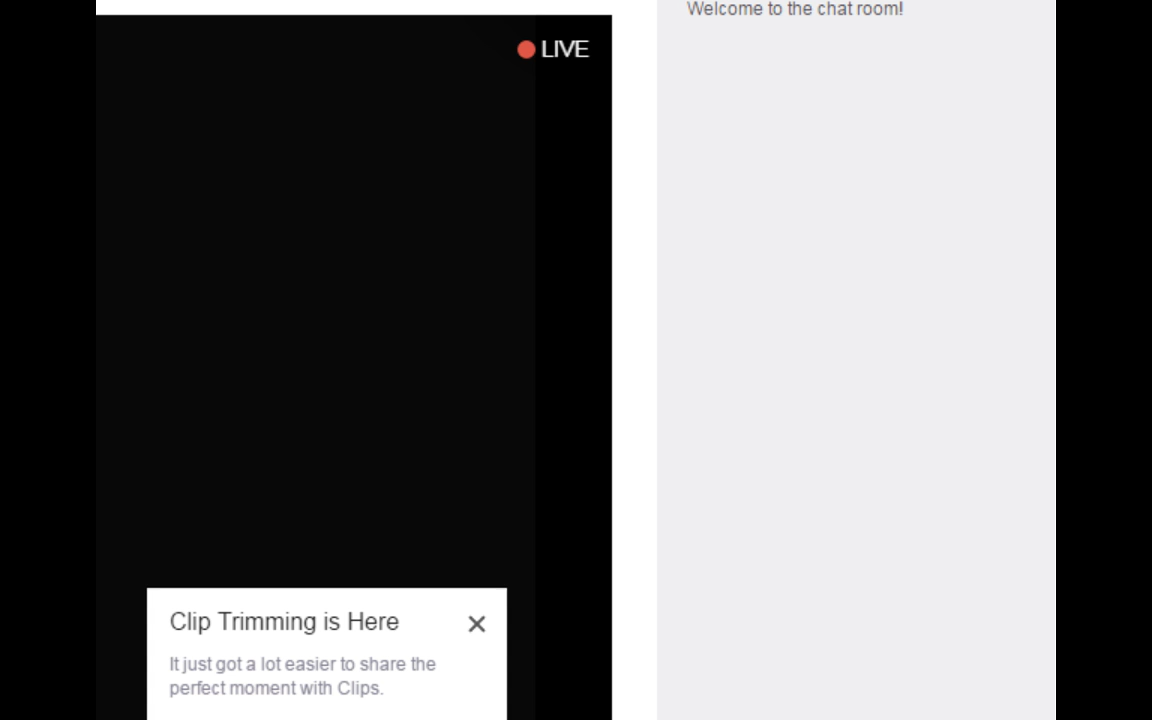 Welcome to the chat room!
LIVE
Clip Trimming is Here
It just got a lot easier to share the
perfect moment with Clips.